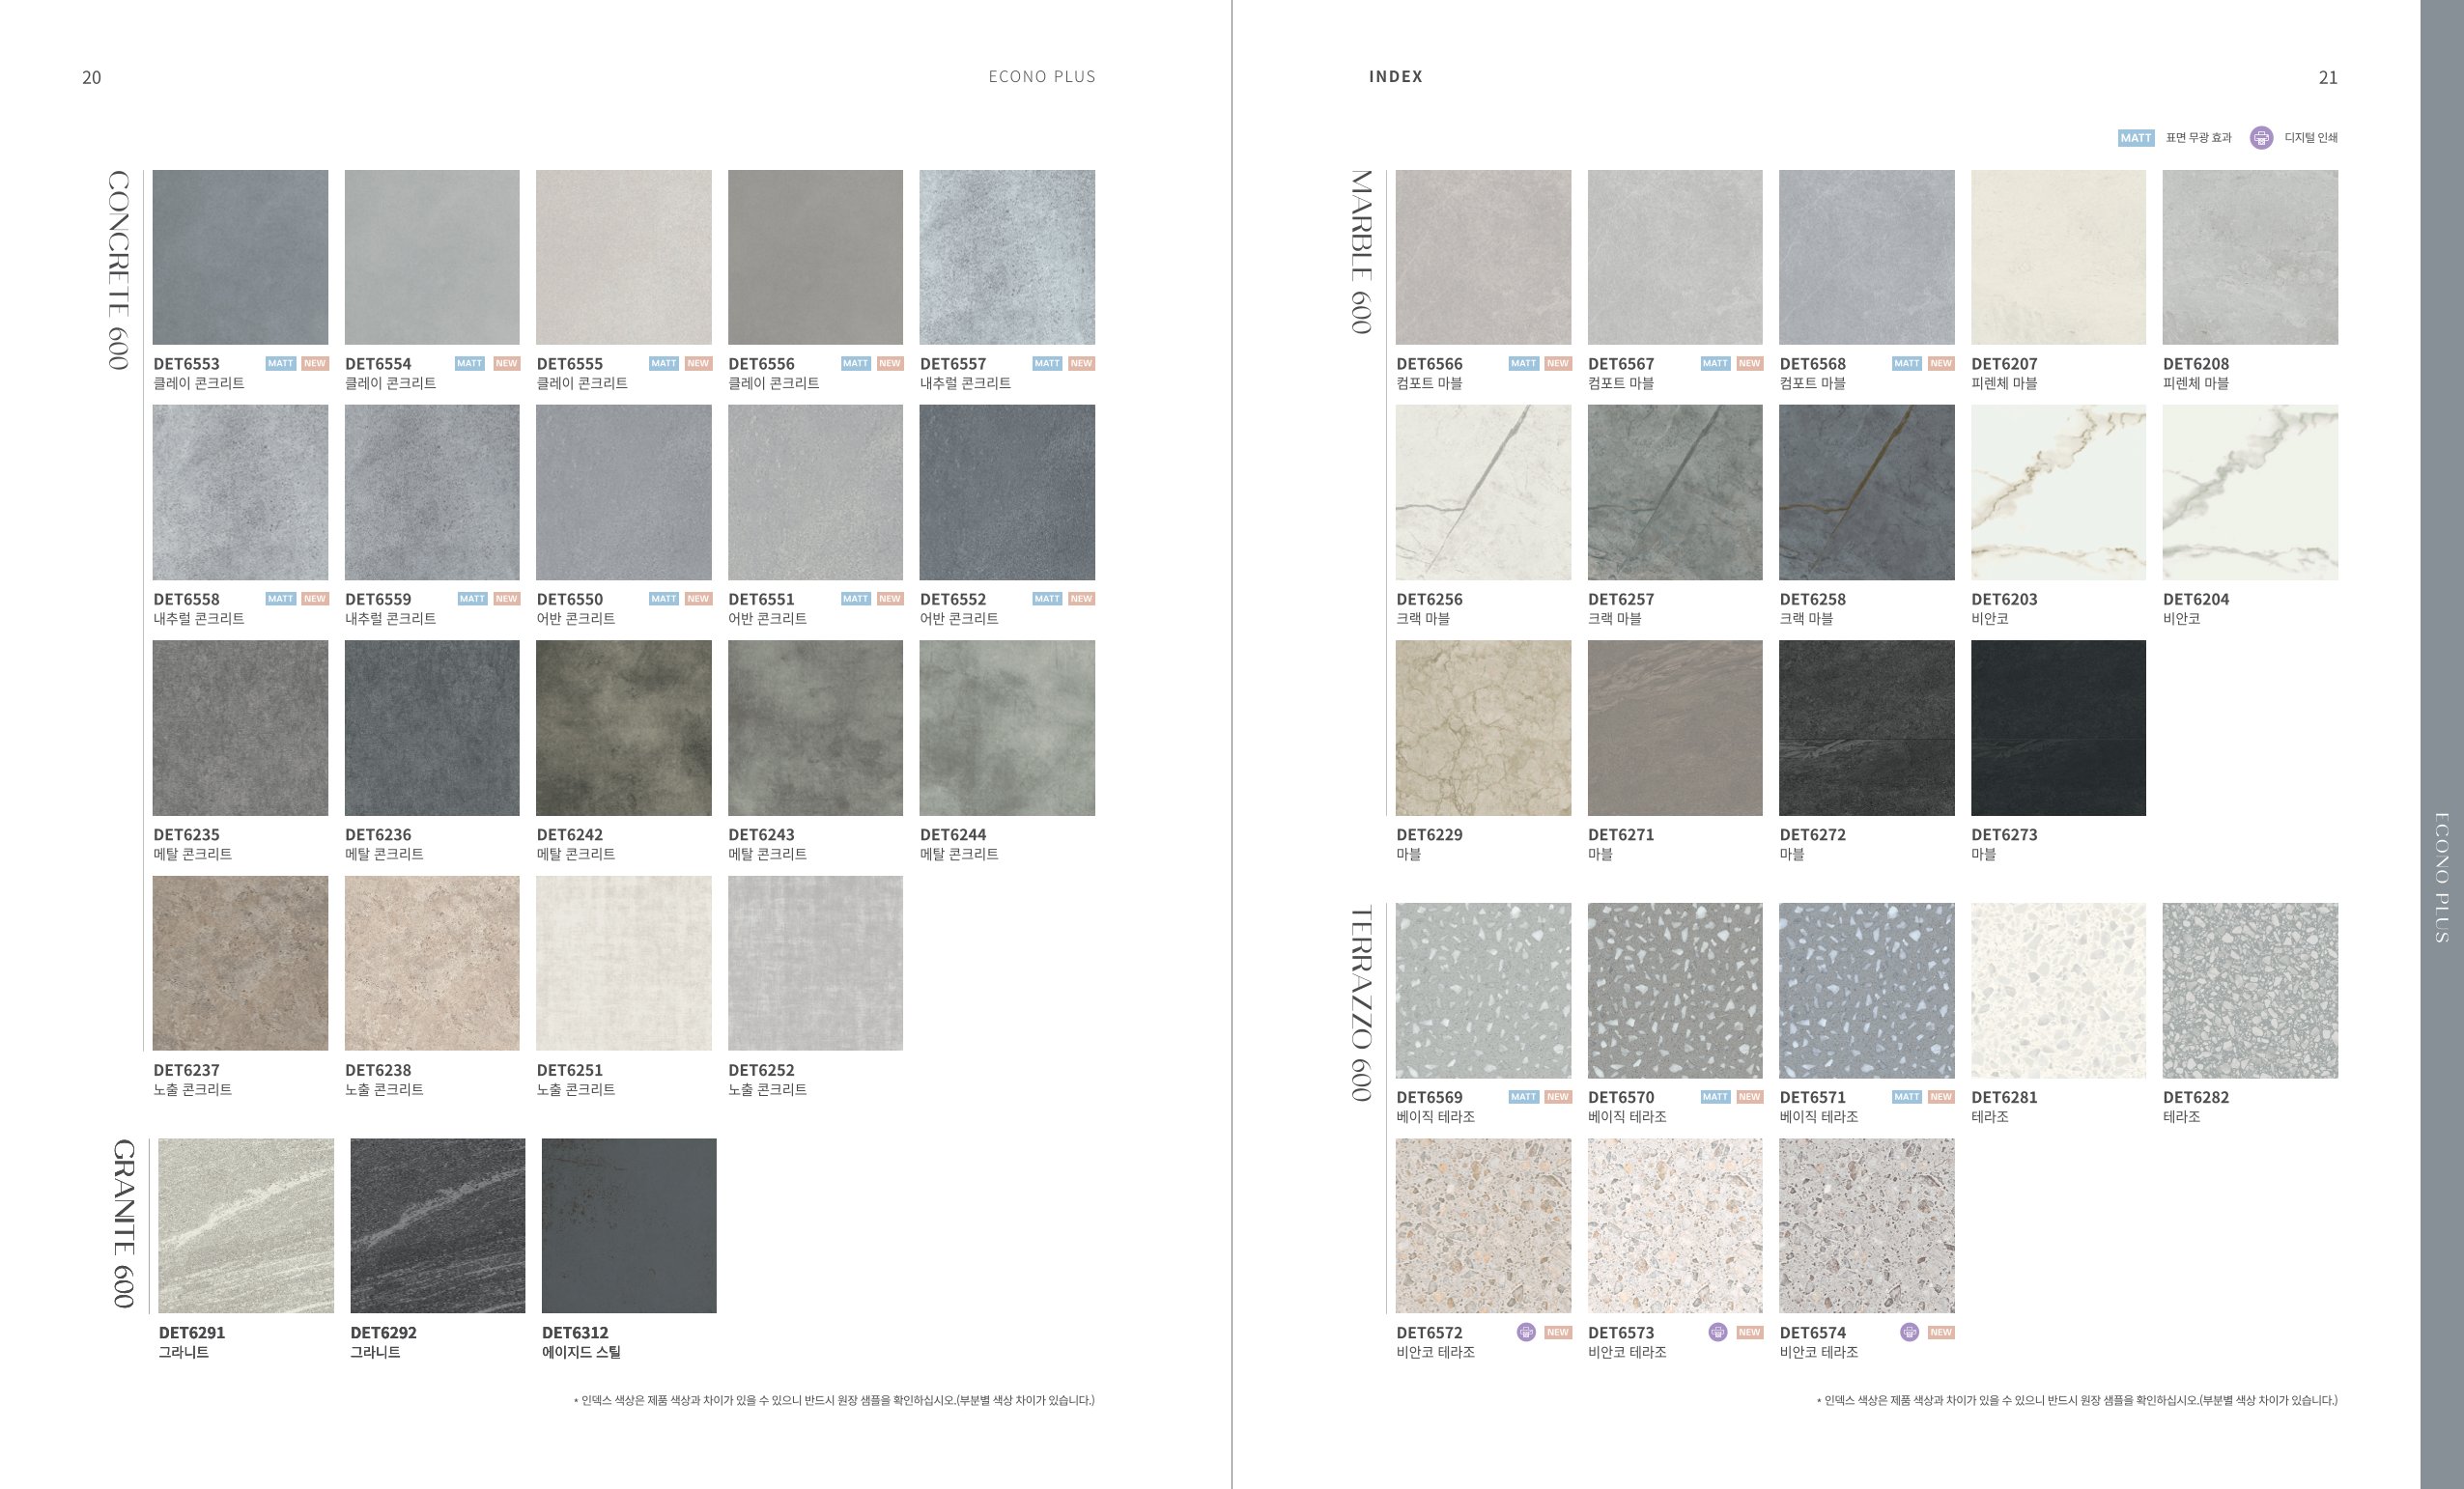 20
ECONO PLUS
CONCRETE 600
DET6553 MATT NEW
클레이 콘크리트
DET6554 MATT NEW
클레이 콘크리트
DET6555 MATT NEW
클레이 콘크리트
DET6556 MATT NEW
클레이 콘크리트
DET6557 MATT NEW
내추럴 콘크리트
DET6558 MATT NEW
내추럴 콘크리트
DET6559 MATT NEW
내추럴 콘크리트
DET6550 MATT NEW
어반 콘크리트
DET6551 MATT NEW
어반 콘크리트
DET6552 MATT NEW
어반 콘크리트
DET6235
메탈 콘크리트
DET6236
메탈 콘크리트
DET6242
메탈 콘크리트
DET6243
메탈 콘크리트
DET6244
메탈 콘크리트
DET6237
노출 콘크리트
DET6238
노출 콘크리트
DET6251
노출 콘크리트
DET6252
노출 콘크리트
GRANITE 600
DET6291
그라니트
DET6292
그라니트
DET6312
에이지드 스틸
* 인덱스 색상은 제품 색상과 차이가 있을 수 있으니 반드시 원장 샘플을 확인하십시오.(부분별 색상 차이가 있습니다.)
INDEX
21
MATT 표면 무광 효과 디지털 인쇄
MARBLE 600
DET6566 MATT NEW
컴포트 마블
DET6567 MATT NEW
컴포트 마블
DET6568 MATT NEW
컴포트 마블
DET6207
피렌체 마블
DET6208
피렌체 마블
DET6256
크랙 마블
DET6257
크랙 마블
DET6258
크랙 마블
DET6203
비안코
DET6204
비안코
DET6229
마블
DET6271
마블
DET6272
마블
DET6273
마블
TERRAZZO 600
DET6569 MATT NEW
베이직 테라조
DET6570 MATT NEW
베이직 테라조
DET6571 MATT NEW
베이직 테라조
DET6281
테라조
DET6282
테라조
DET6572 NEW
비안코 테라조
DET6573 NEW
비안코 테라조
DET6574 NEW
비안코 테라조
* 인덱스 색상은 제품 색상과 차이가 있을 수 있으니 반드시 원장 샘플을 확인하십시오.(부분별 색상 차이가 있습니다.)
ECONO PLUS